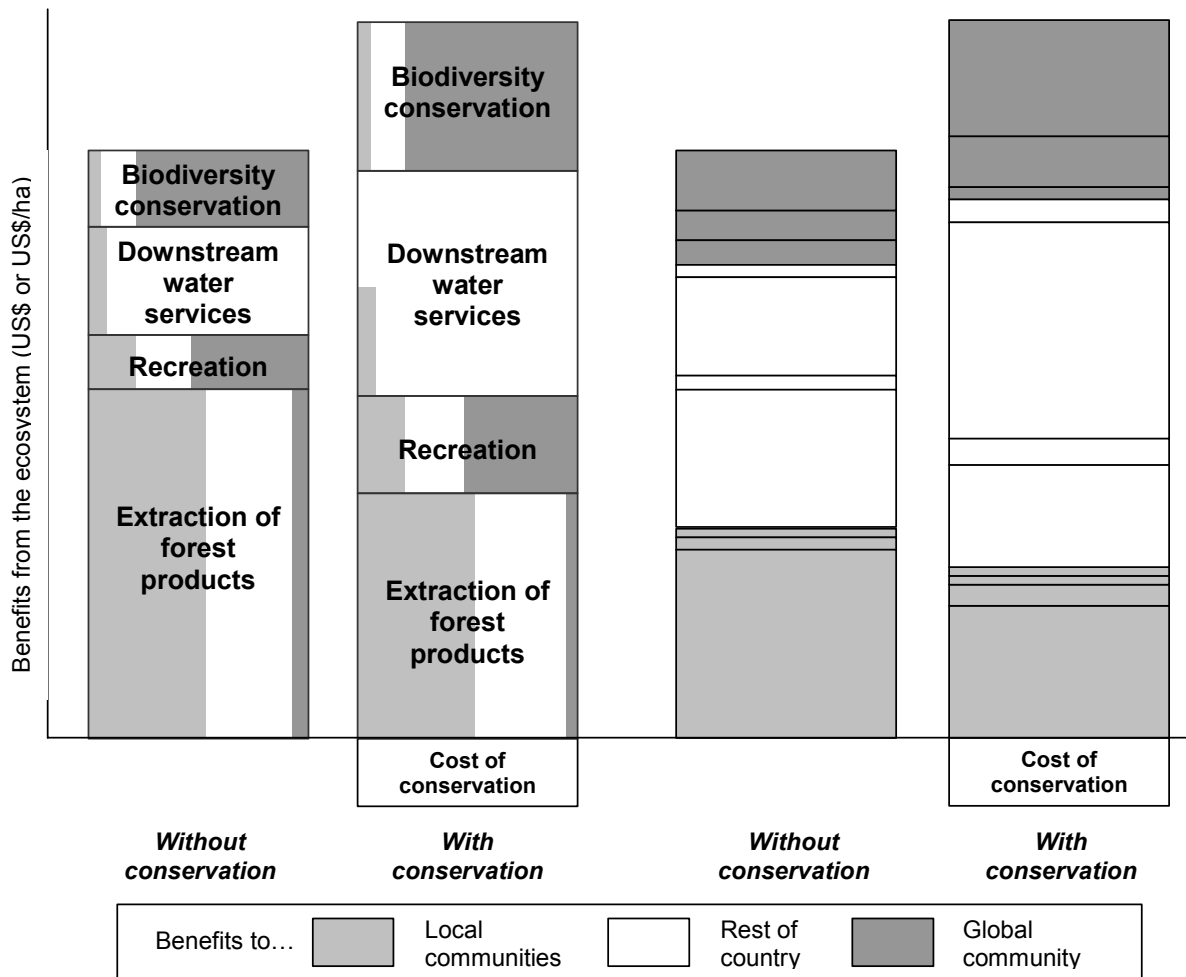 Benefits from the ecosystem (US$ or US$/ha)
Biodiversity
conservation
Downstream
water
services
Recreation
Extraction of
forest
products
Biodiversity
conservation
Downstream
water
services
Recreation
Extraction of
forest
products
Cost of
conservation
Cost of
conservation
Without
conservation
With
conservation
Without
conservation
With
conservation
Benefits to…
Local
communities
Rest of
country
Global
community